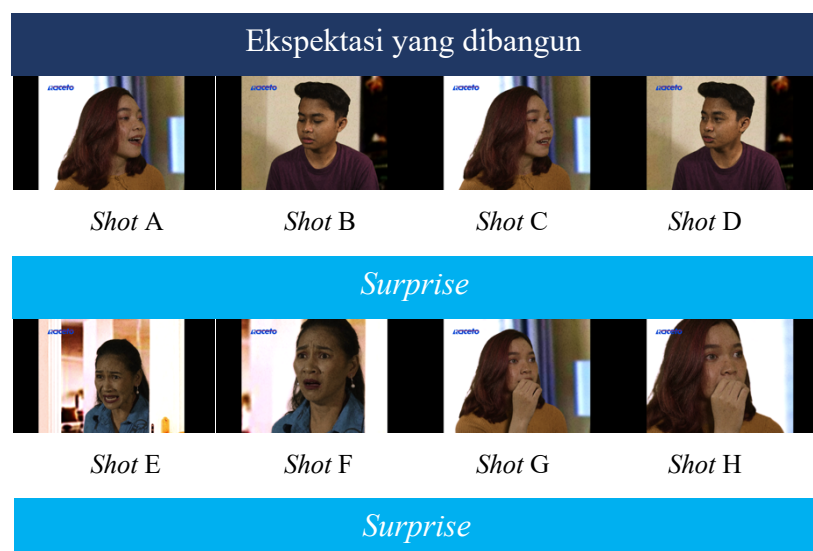 Ekspektasi yang dibangun
Shot A Shot B Shot C Shot D
Surprise
Shot E Shot F Shot G Shot H
Surprise